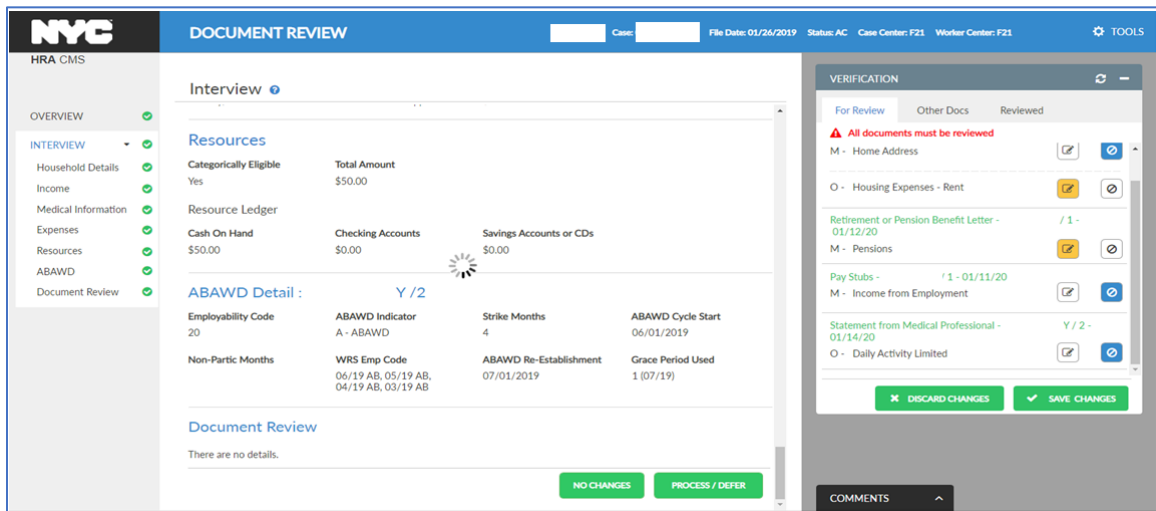 NYC
HRA CMS
DOCUMENT REVIEW
Case:
File Date: 01/26/2019 Status: AC Case Center: F21 Worker Center: F21
TOOLS
OVERVIEW
INTERVIEW
Household Details
Income
Medical Information
Expenses
Resources
ABAWD
Document Review
Interview
Resources
Categorically Eligible Total Amount
Yes $50.00
Resource Ledger
Cash On Hand Checking Accounts Savings Accounts or CDs
$50.00 $0.00 $0.00
ABAWD Detail : Y /2
Employability Code ABAWD Indicator Strike Months ABAWD Cycle Start
20 A - ABAWD 4 06/01/2019
Non-Partic Months WRS Emp Code ABAWD Re-Establishment Grace Period Used
06/19 AB, 05/19 AB, 07/01/2019 1 (07/19)
04/19 AB, 03/19 AB
Document Review
There are no details.
NO CHANGES PROCESS / DEFER
VERIFICATION
For Review Other Docs Reviewed
All documents must be reviewed
M - Home Address
O - Housing Expenses - Rent
Retirement or Pension Benefit Letter - / 1 -
01/12/20
M - Pensions
Pay Stubs - / 1 - 01/11/20
M - Income from Employment
Statement from Medical Professional - Y / 2 -
01/14/20
O - Daily Activity Limited
DISCARD CHANGES SAVE CHANGES
COMMENTS